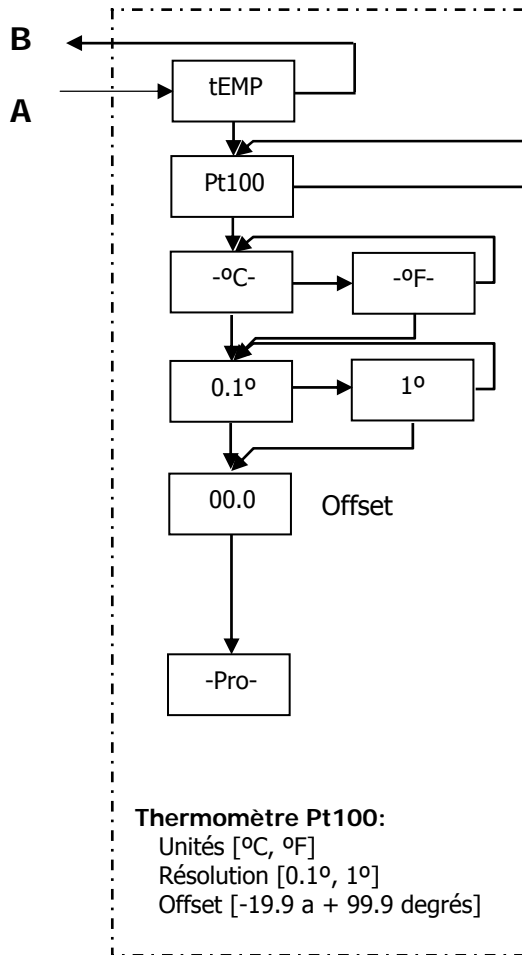 B
A
tEMP
Pt100
-ºC-
-ºF-
0.1º
1º
00.0
Offset
-Pro-
Thermomètre Pt100:
Unités [ºC, ºF]
Résolution [0.1º, 1º]
Offset [-19.9 a + 99.9 degrés]